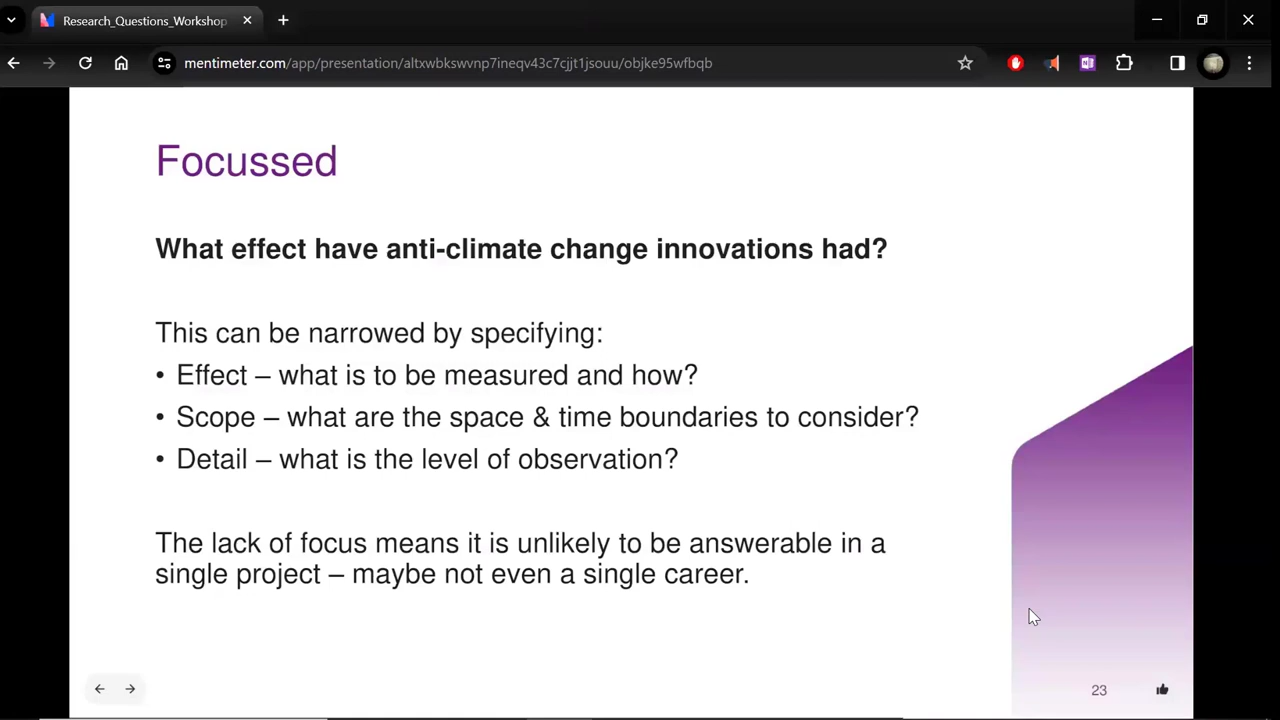 Research_Questions_Workshop
mentimeter.com/app/presentation/altxwbkswvnp7ineqv43c7cjjt1jsouu/objke95wfbqb
Focussed
What effect have anti-climate change innovations had?
This can be narrowed by specifying:
• Effect – what is to be measured and how?
• Scope – what are the space & time boundaries to consider?
• Detail – what is the level of observation?
The lack of focus means it is unlikely to be answerable in a
single project – maybe not even a single career.
23